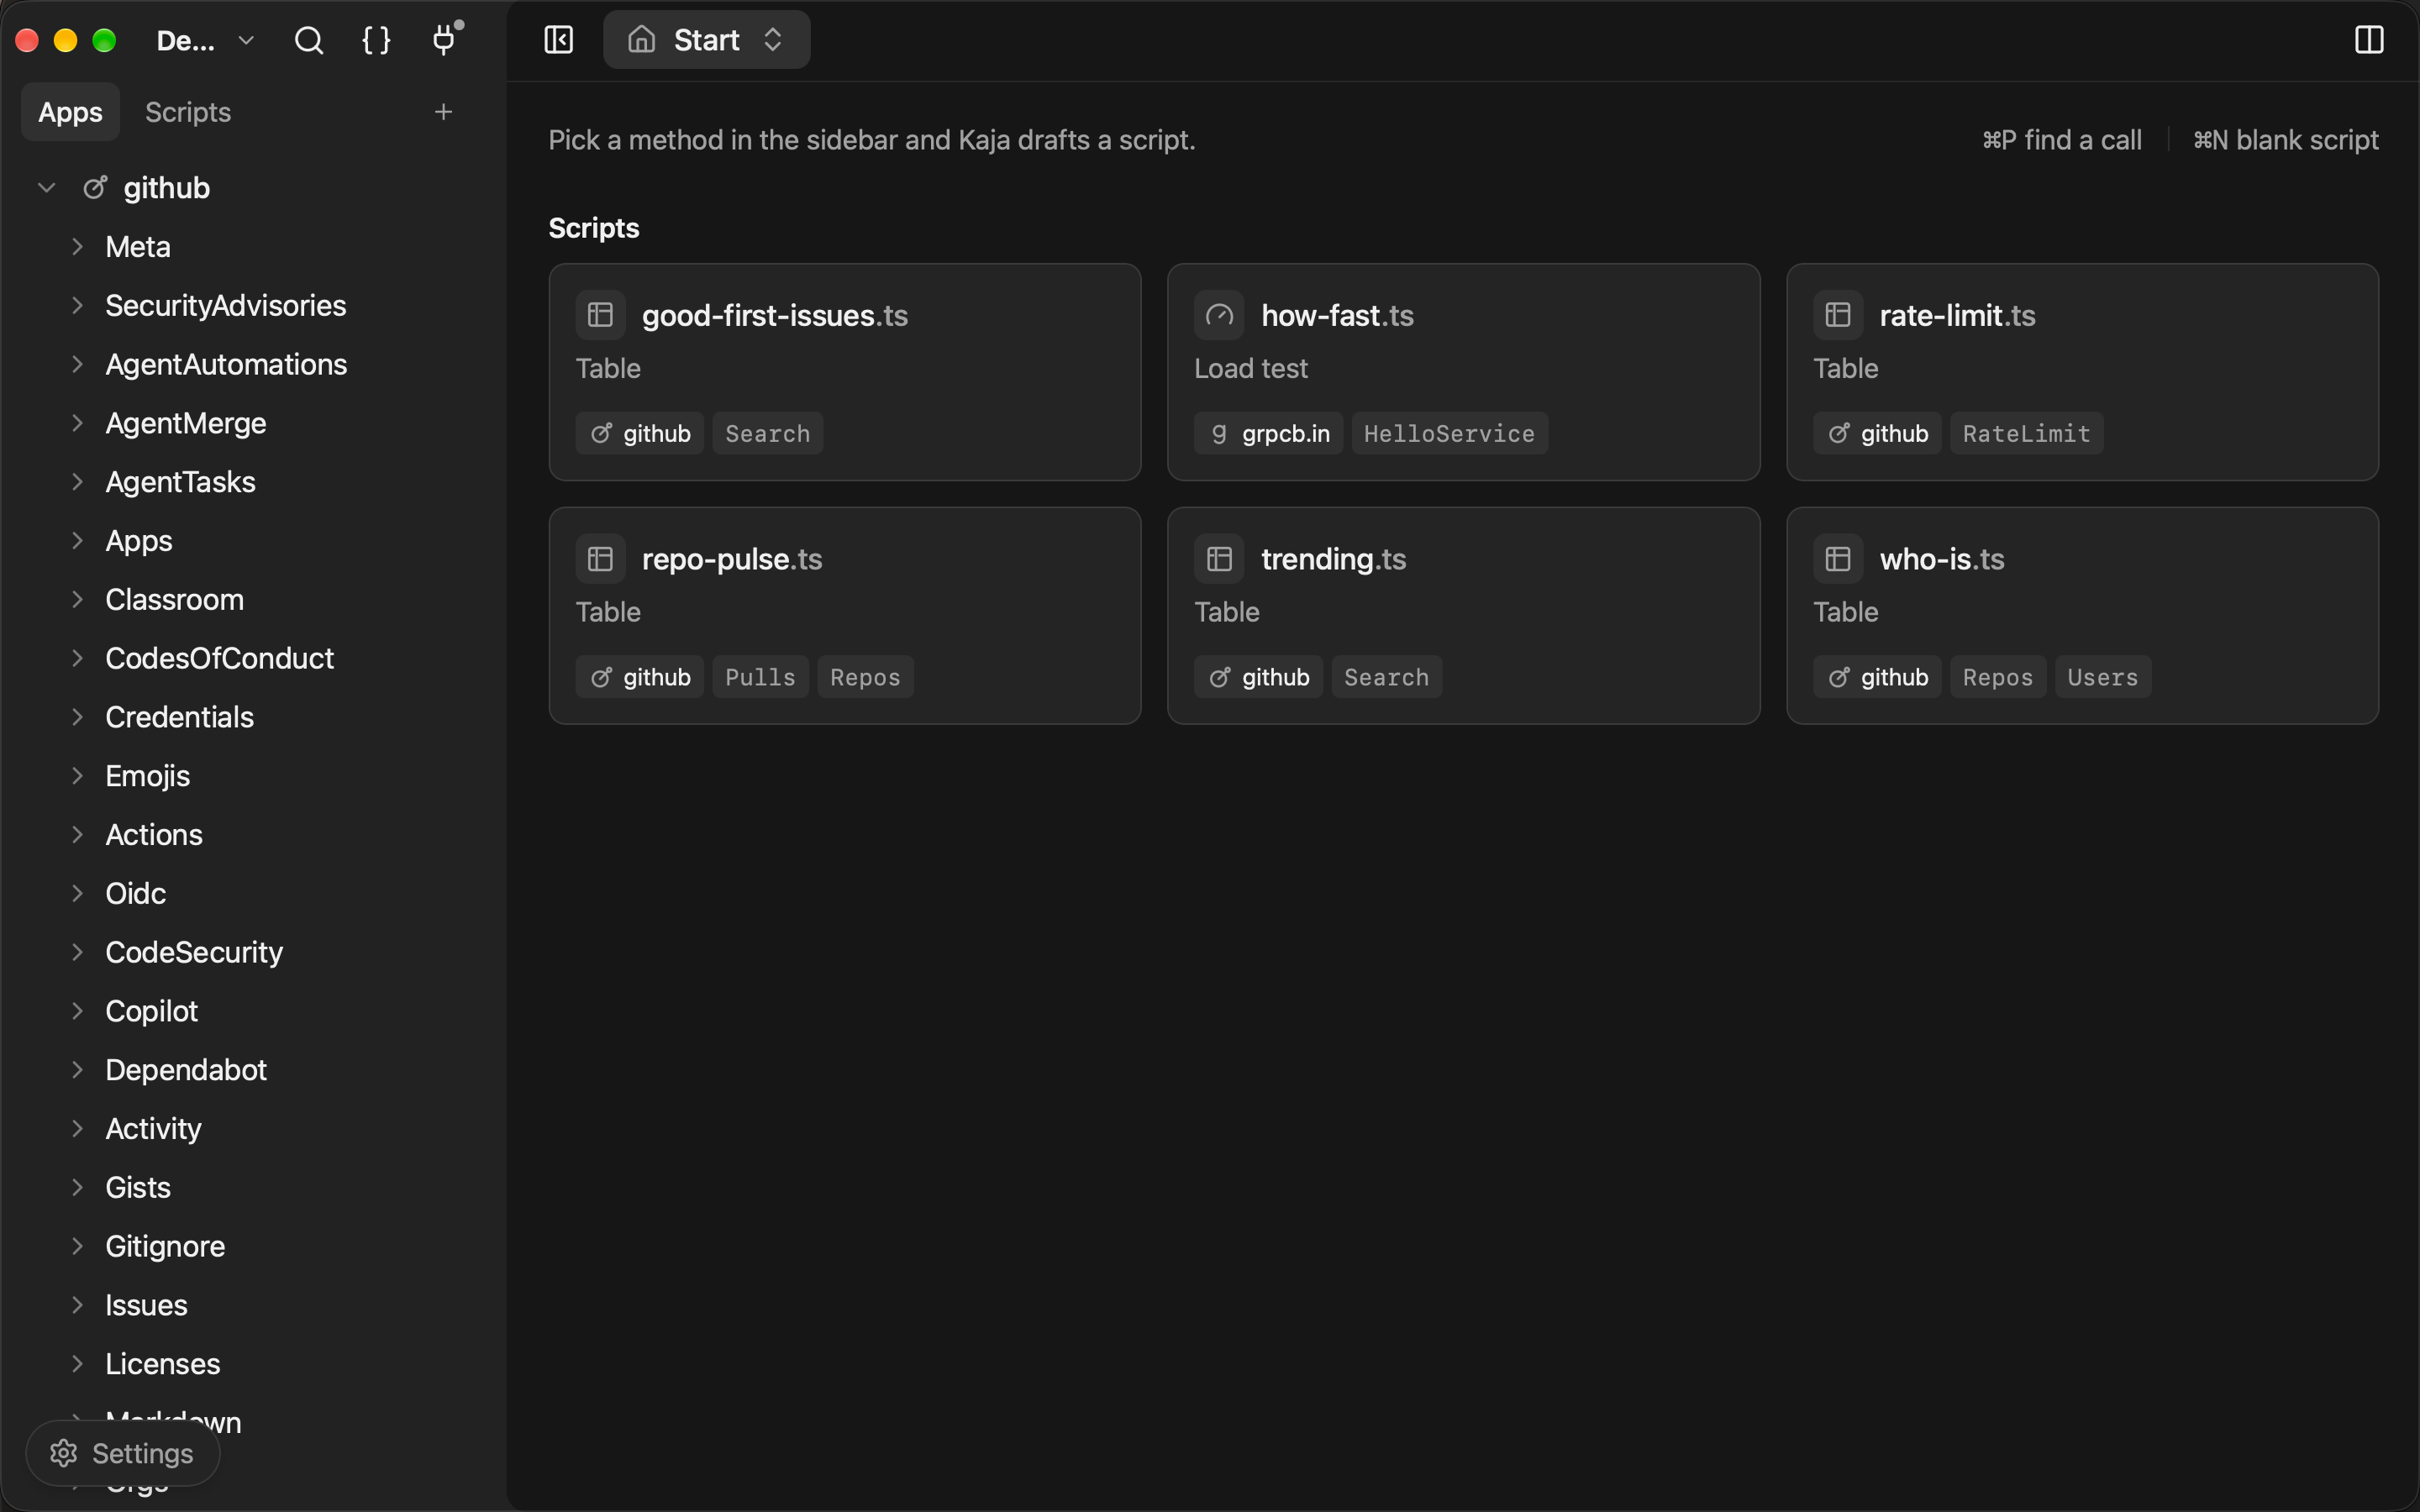 De...
Start
Apps
Scripts
github
Meta
SecurityAdvisories
AgentAutomations
AgentMerge
AgentTasks
Apps
Classroom
CodesOfConduct
Credentials
Emojis
Actions
Oidc
CodeSecurity
Copilot
Dependabot
Activity
Gists
Gitignore
Issues
Licenses
Markdown
Orgs
Settings
Pick a method in the sidebar and Kaja drafts a script.
⌘P find a call
⌘N blank script
Scripts
good-first-issues.ts
Table
github Search
how-fast.ts
Load test
g grpcb.in HelloService
rate-limit.ts
Table
github RateLimit
repo-pulse.ts
Table
github Pulls Repos
trending.ts
Table
github Search
who-is.ts
Table
github Repos Users